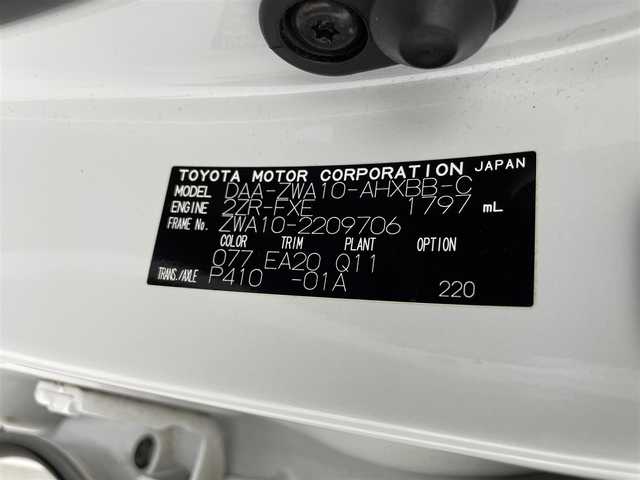 TOYOTA MOTOR CORPORATION JAPAN
MODEL DAA-ZWA10-AHXBB-C
ENGINE 2ZR-FXE 1797 mL
FRAME No. ZWA10-2209706
COLOR TRIM PLANT OPTION
077 EA20 Q11
TRANS./AXLE P410 -01A
220